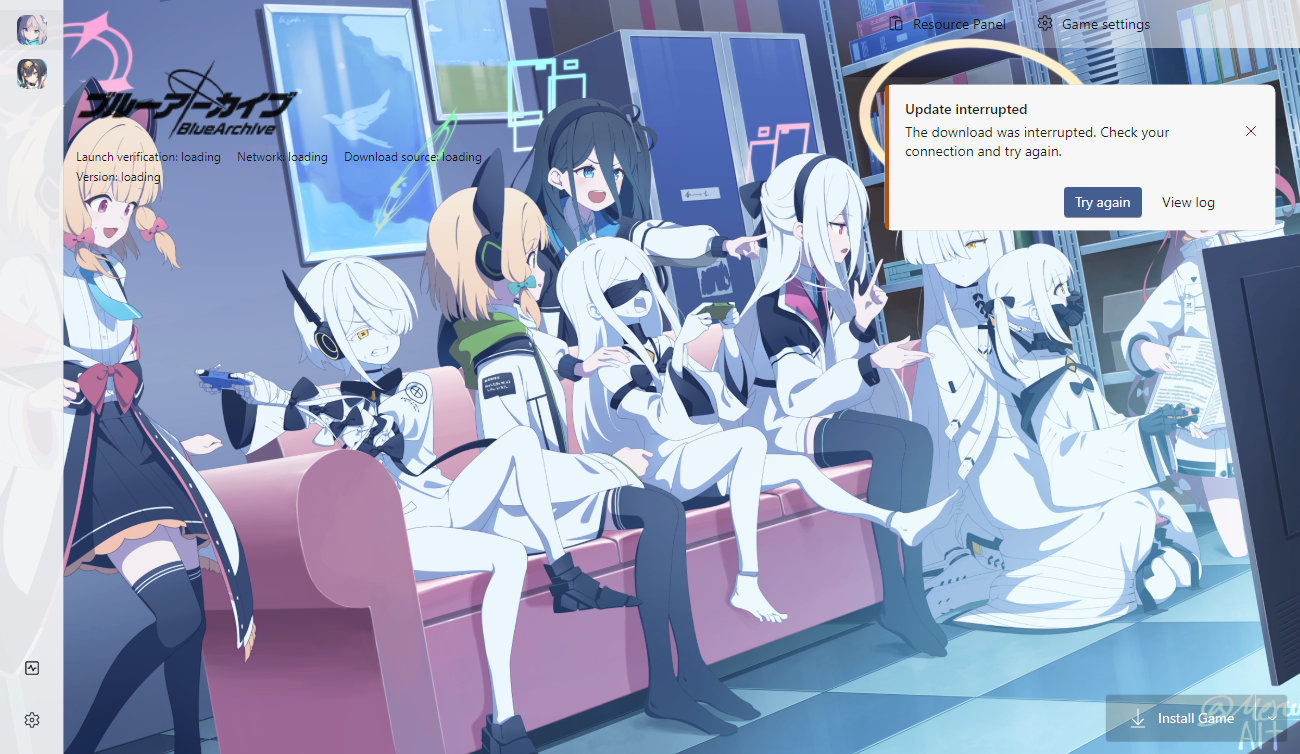 Resource Panel
Game settings
ブルーアーカイブ
BlueArchive
Update interrupted
The download was interrupted. Check your
connection and try again.
Try again
View log
Launch verification: loading
Network: loading
Download source: loading
Version: loading
Install Game